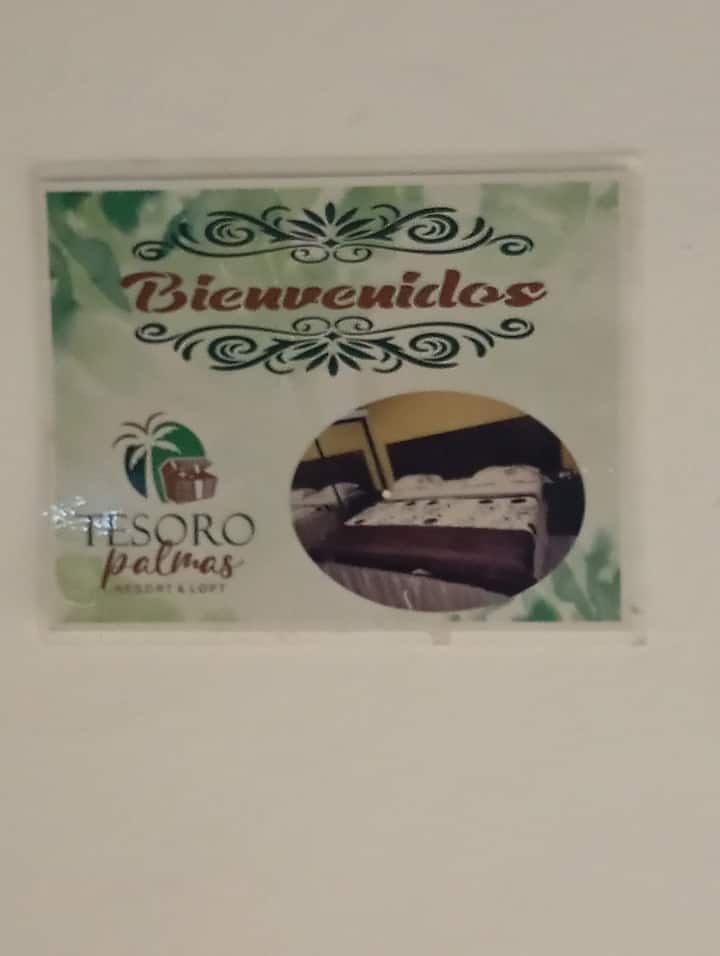 Bienvenidos
TESORO
palmas
RESORT & LOFT